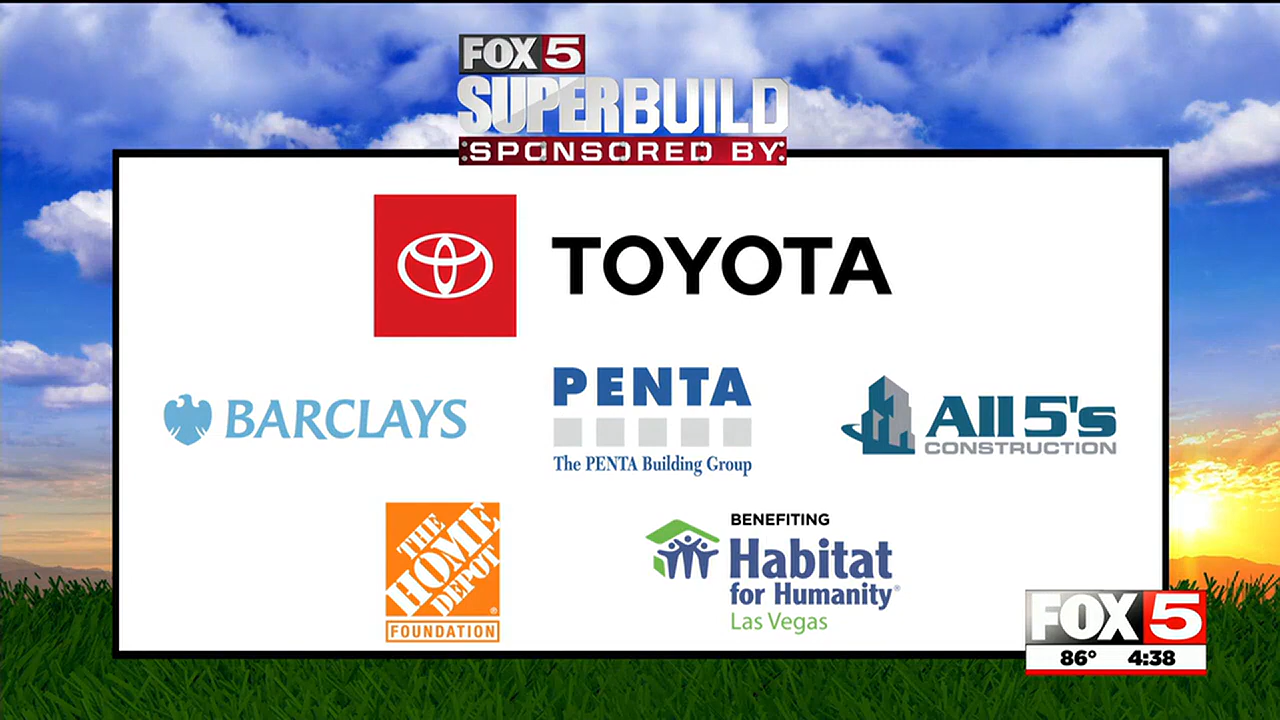 FOX 5
SUPERBUILD
SPONSORED BY:
TOYOTA
BARCLAYS
PENTA
The PENTA Building Group
All 5's
CONSTRUCTION
THE
HOME
DEPOT
®
FOUNDATION
BENEFITING
Habitat
for Humanity®
Las Vegas
FOX 5
86° 4:38